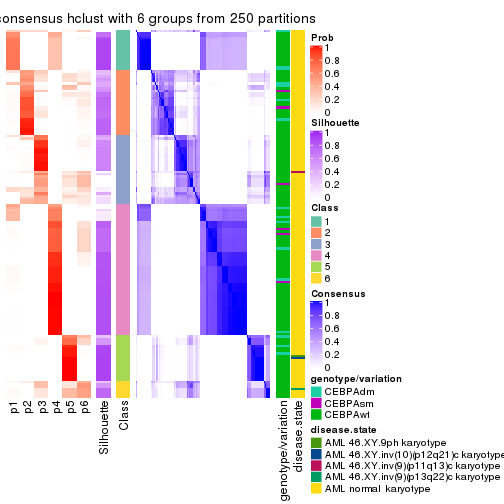 consensus hclust with 6 groups from 250 partitions
Prob
1
0.8
0.6
0.4
0.2
0
Silhouette
1
0.8
0.6
0.4
0.2
0
Class
1
2
3
4
5
6
Consensus
1
0.8
0.6
0.4
0.2
0
genotype/variation
CEBPAdm
CEBPAsm
CEBPAwt
disease.state
AML 46.XY.9ph karyotype
AML 46.XY.inv(10)(p12q21)c karyotype
AML 46.XY.inv(9)(p11q13)c karyotype
AML 46.XY.inv(9)(p13q22)c karyotype
AML normal karyotype
p1
p2
p3
p4
p5
p6
Silhouette
Class
genotype/variation
disease.state